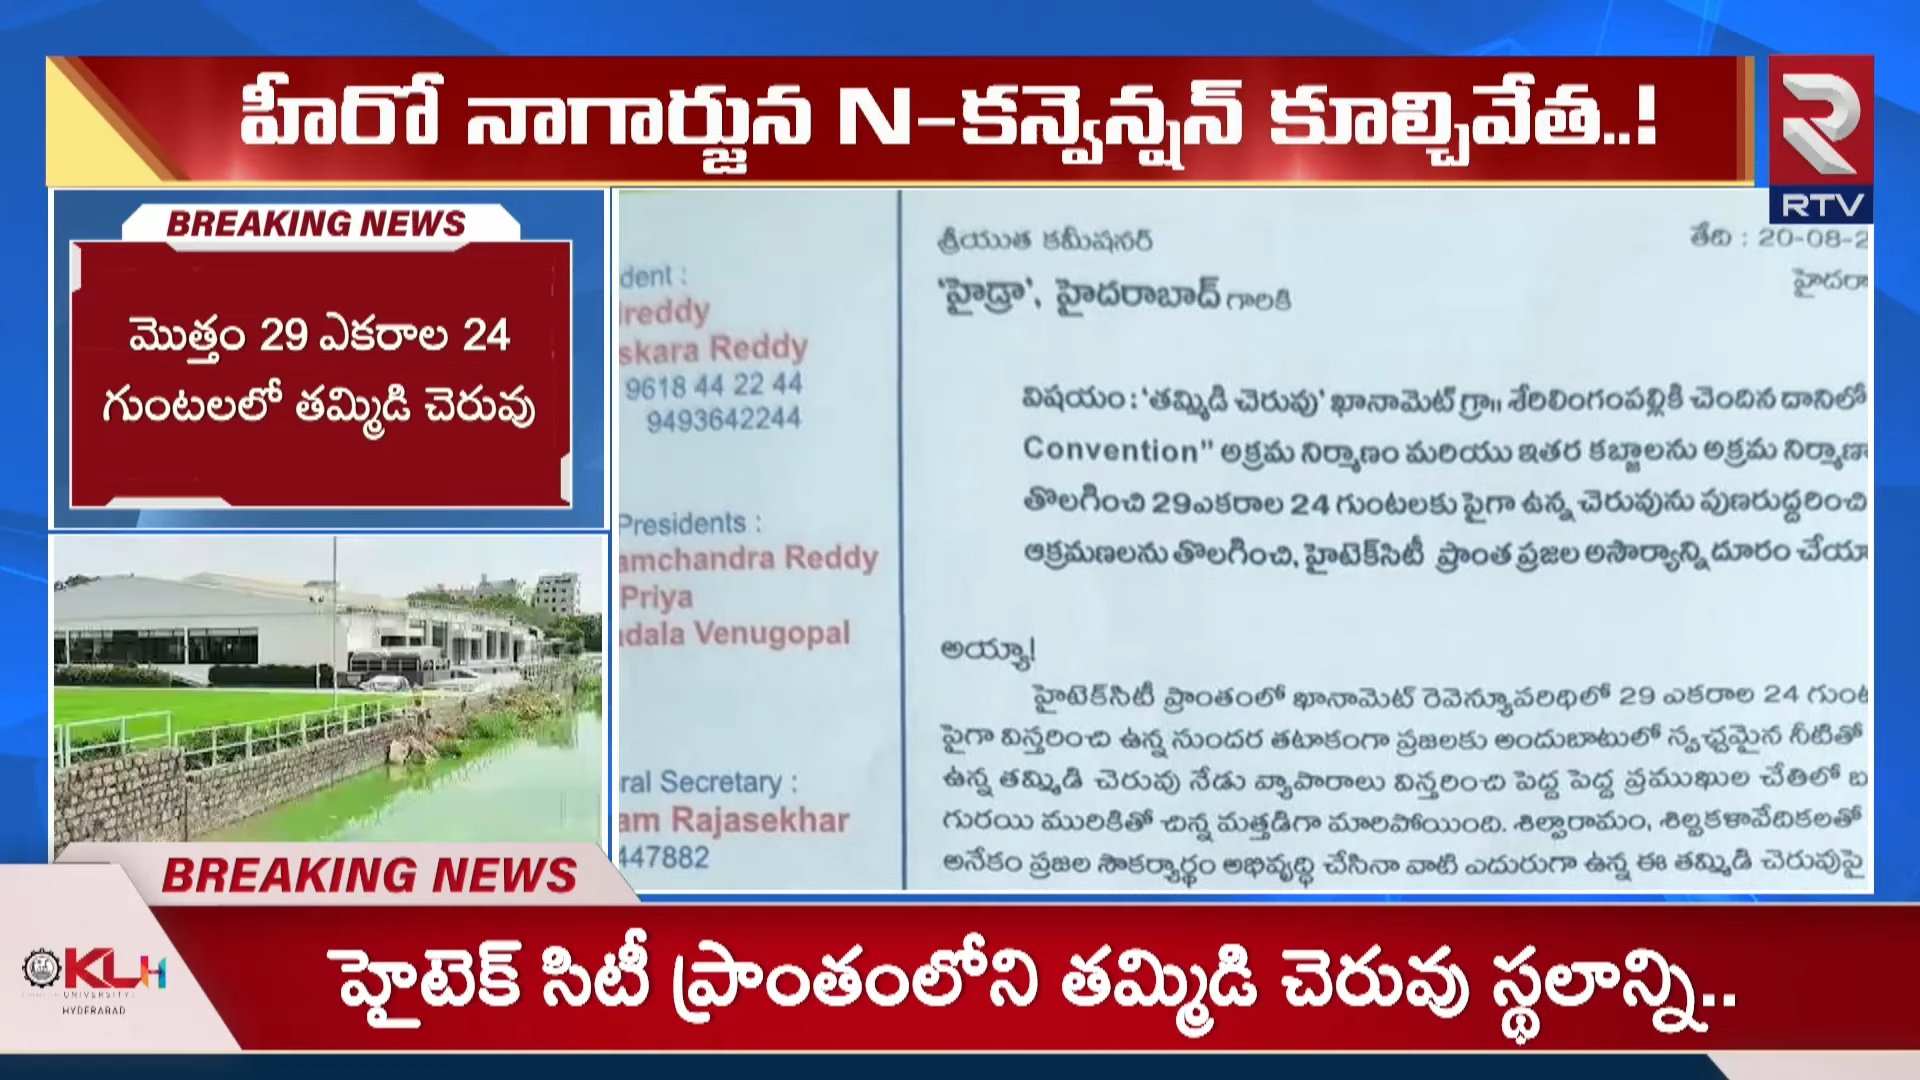 హీరో నాగార్జున N-కన్వెన్షన్ కూల్చివేత..!
RTV
BREAKING NEWS
మొత్తం 29 ఎకరాల 24
గుంటలలో తమ్మిడి చెరువు
dent :
ireddy
skara Reddy
9618 44 22 44
9493642244
Presidents :
amchandra Reddy
Priya
dala Venugopal
ral Secretary :
am Rajasekhar
447882
శ్రీయుత కమీషనర్
తేది : 20-08-2
'హైడ్రా', హైదరాబాద్ గారికి
హైదరా
విషయం : 'తమ్మిడి చెరువు' ఖానామెట్ గ్రా॥ శేరిలింగంపల్లికి చెందిన దానిలో
Convention" అక్రమ నిర్మాణం మరియు ఇతర కబ్జాలను అక్రమ నిర్మాణా
తొలగించి 29ఎకరాల 24 గుంటలకు పైగా ఉన్న చెరువును పునరుద్దరించి
ఆక్రమణలను తొలగించి, హైటెక్‌సిటీ ప్రాంత ప్రజల అసౌర్యాన్ని దూరం చేయా
అయ్యా!
హైటెక్‌సిటీ ప్రాంతంలో ఖానామెట్ రెవెన్యూపరిధిలో 29 ఎకరాల 24 గుంట
పైగా విస్తరించి ఉన్న సుందర తటాకంగా ప్రజలకు అందుబాటులో స్వచ్ఛమైన నీటితో
ఉన్న తమ్మిడి చెరువు నేడు వ్యాపారాలు విస్తరించి పెద్ద పెద్ద ప్రముఖుల చేతిలో బ
గురయి మురికితో చిన్న మత్తడిగా మారిపోయింది. శిల్పారామం, శిల్పకళావేదికలతో
అనేకం ప్రజల సౌకర్యార్థం అభివృద్ధి చేసినా వాటి ఎదురుగా ఉన్న ఈ తమ్మిడి చెరువుపై
BREAKING NEWS
KLH
UNIVERSITY
HYDERABAD
హైటెక్ సిటీ ప్రాంతంలోని తమ్మిడి చెరువు స్థలాన్ని..